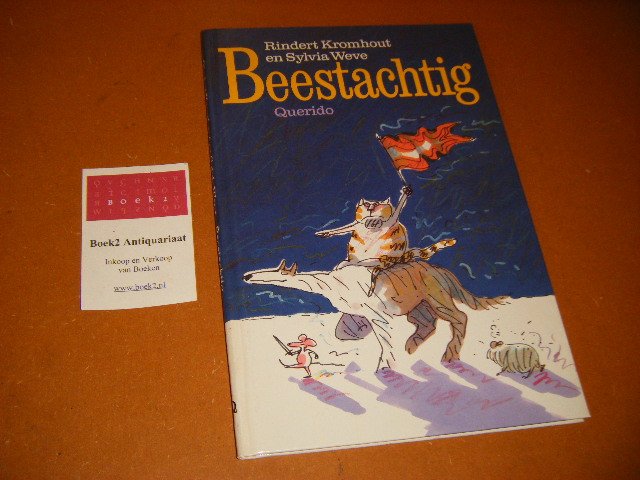 Rindert Kromhout
en Sylvia Weve
Beestachtig
Querido
BOEK2
Boek2 Antiquariaat
Inkoop en Verkoop
van Boeken
www.boek2.nl